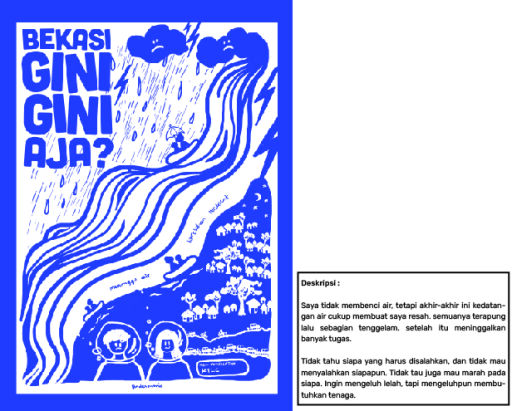 BEKASI
GINI
GINI
AJA?
menunggu air
Deskripsi :
Saya tidak membenci air, tetapi akhir-akhir ini kedatan-
gan air cukup membuat saya resah. semuanya terapung
lalu sebagian tenggelam. setelah itu meninggalkan
banyak tugas.
Tidak tahu siapa yang harus disalahkan, dan tidak mau
menyalahkan siapapun. Tidak tau juga mau marah pada
siapa. Ingin mengeluh lelah, tapi mengeluhpun membu-
tuhkan tenaga.